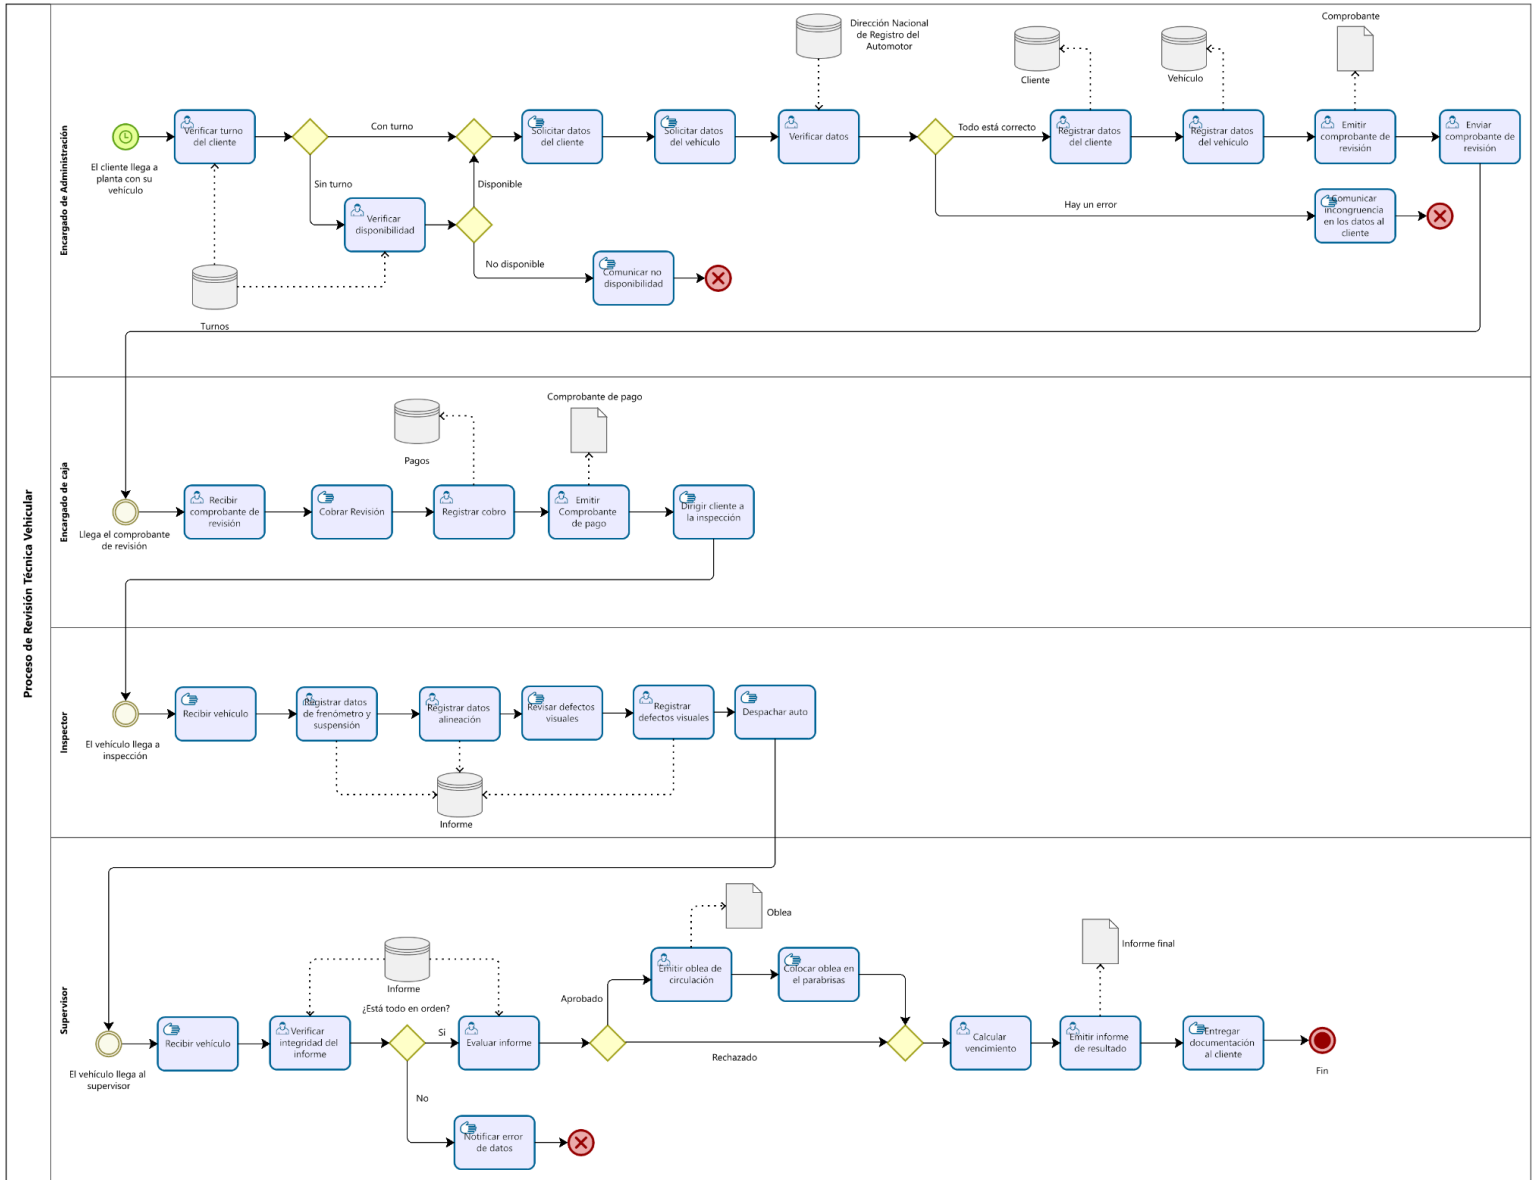 Proceso de Revisión Técnica Vehicular
Encargado de Administración
Dirección Nacional
de Registro del
Automotor
Comprobante
Cliente
Vehículo
El cliente llega a
planta con su
vehículo
Verificar turno
del cliente
Con turno
Sin turno
Verificar
disponibilidad
Disponible
No disponible
Comunicar no
disponibilidad
Turnos
Solicitar datos
del cliente
Solicitar datos
del vehículo
Verificar datos
Todo está correcto
Hay un error
Registrar datos
del cliente
Registrar datos
del vehículo
Emitir
comprobante de
revisión
Enviar
comprobante de
revisión
Comunicar
incongruencia
en los datos al
cliente
Encargado de caja
Llega el comprobante
de revisión
Recibir
comprobante de
revisión
Cobrar Revisión
Pagos
Registrar cobro
Comprobante de pago
Emitir
Comprobante
de pago
Dirigir cliente a
la inspección
Inspector
El vehículo llega a
inspección
Recibir vehículo
Registrar datos
de frenómetro y
suspensión
Registrar datos
alineación
Revisar defectos
visuales
Registrar
defectos visuales
Despachar auto
Informe
Supervisor
El vehículo llega al
supervisor
Recibir vehículo
Verificar
integridad del
informe
Informe
¿Está todo en orden?
Si
No
Notificar error
de datos
Evaluar informe
Aprobado
Rechazado
Emitir oblea de
circulación
Oblea
Colocar oblea en
el parabrisas
Calcular
vencimiento
Informe final
Emitir informe
de resultado
Entregar
documentación
al cliente
Fin